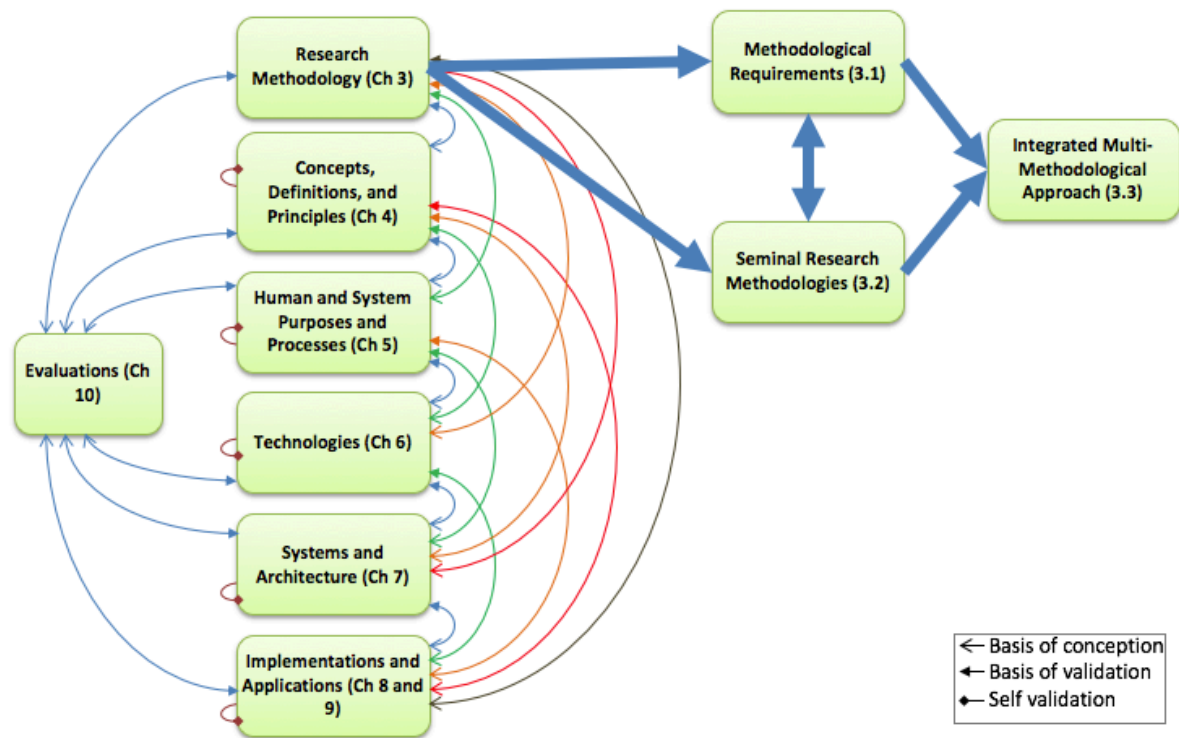 Research
Methodology (Ch 3)
Methodological
Requirements (3.1)
Integrated Multi-
Methodological
Approach (3.3)
Seminal Research
Methodologies (3.2)
Concepts,
Definitions, and
Principles (Ch 4)
Human and System
Purposes and
Processes (Ch 5)
Evaluations (Ch
10)
Technologies (Ch 6)
Systems and
Architecture (Ch 7)
Implementations and
Applications (Ch 8 and
9)
Basis of conception
Basis of validation
Self validation